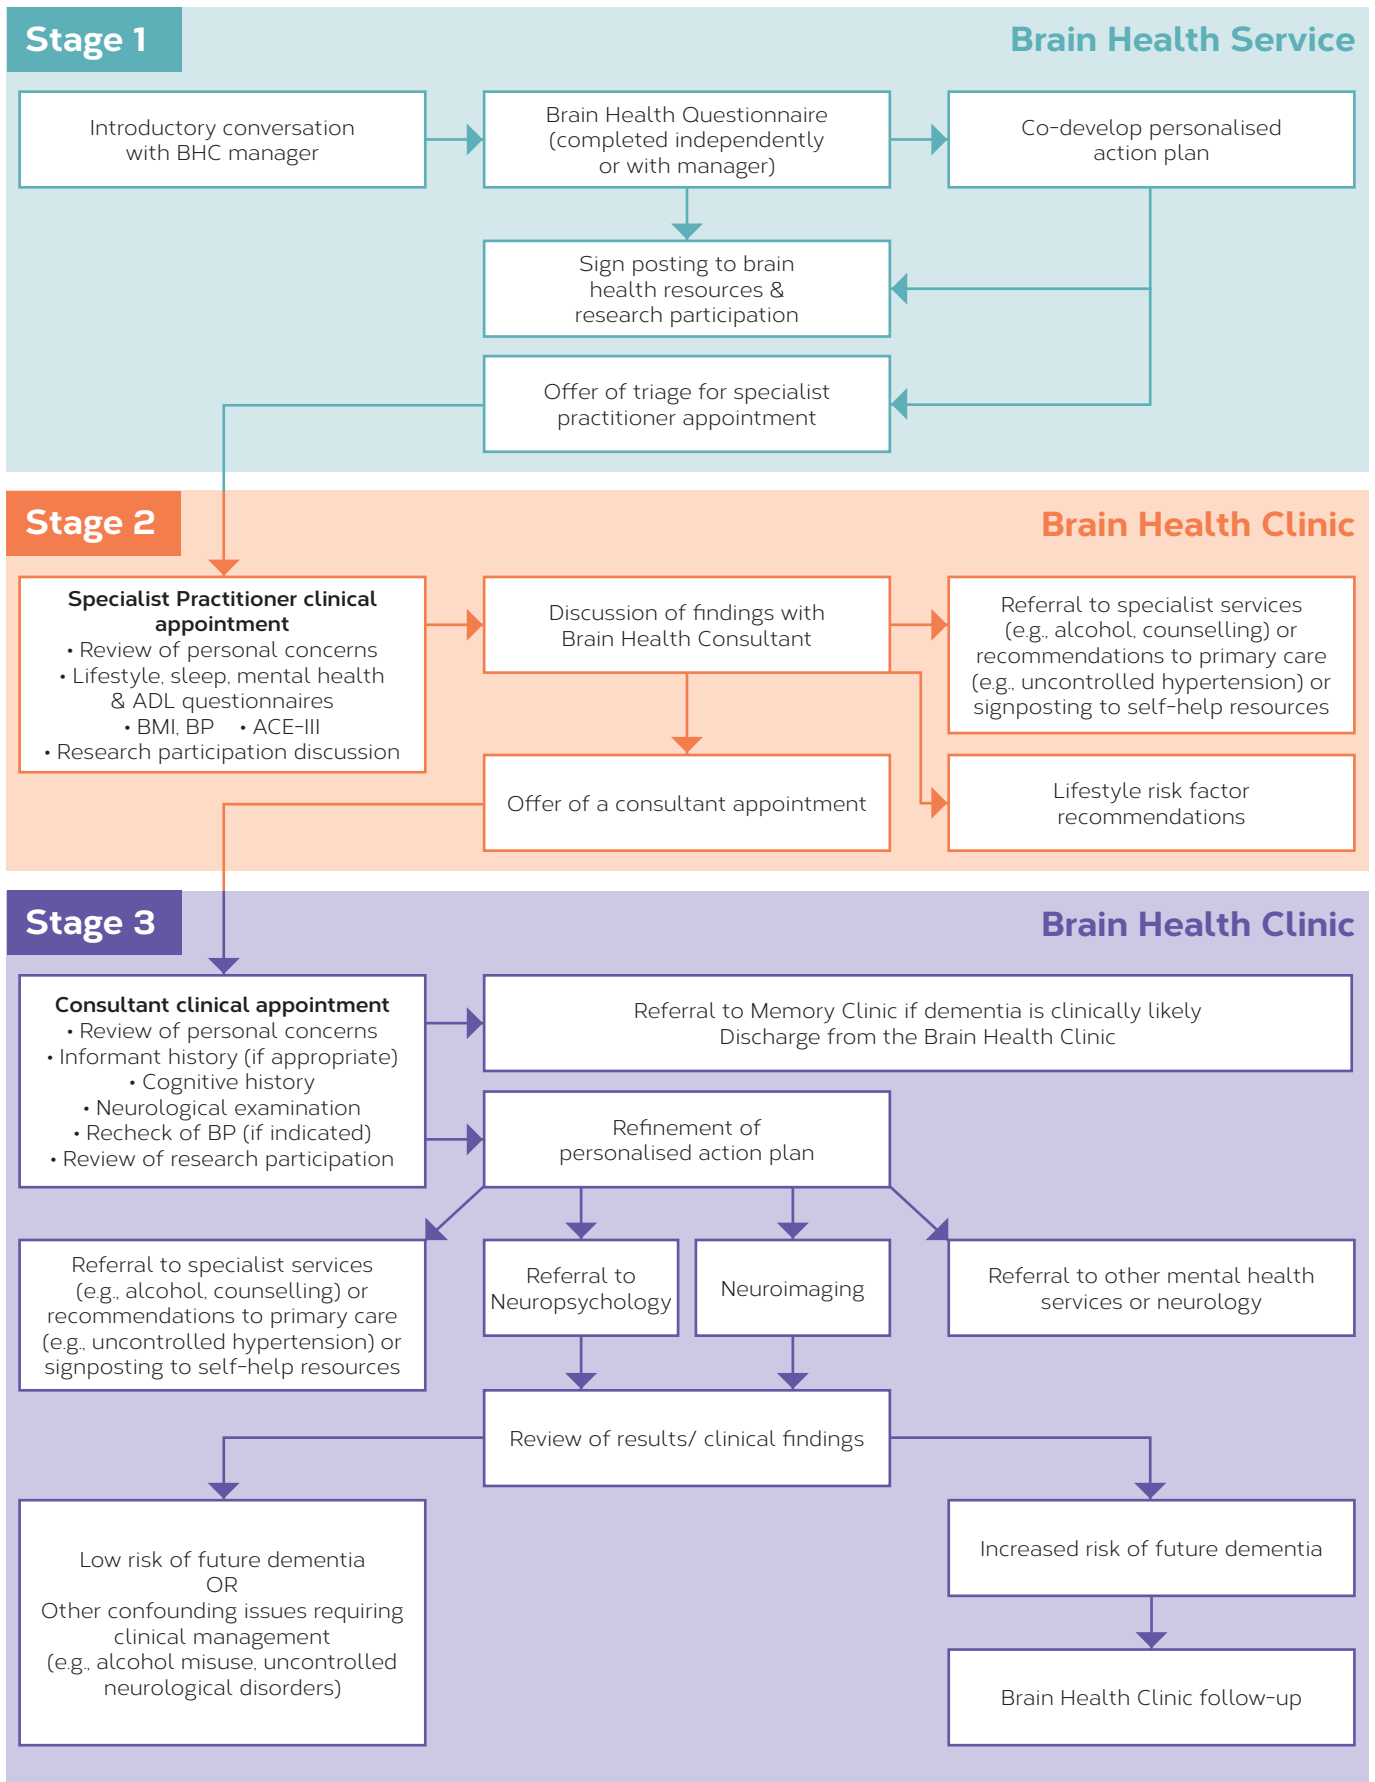 Stage 1
Brain Health Service
Introductory conversation
with BHC manager
Brain Health Questionnaire
(completed independently
or with manager)
Co-develop personalised
action plan
Sign posting to brain
health resources &
research participation
Offer of triage for specialist
practitioner appointment
Stage 2
Brain Health Clinic
Specialist Practitioner clinical
appointment
• Review of personal concerns
• Lifestyle, sleep, mental health
& ADL questionnaires
• BMI, BP • ACE-III
• Research participation discussion
Discussion of findings with
Brain Health Consultant
Referral to specialist services
(e.g., alcohol, counselling) or
recommendations to primary care
(e.g., uncontrolled hypertension) or
signposting to self-help resources
Offer of a consultant appointment
Lifestyle risk factor
recommendations
Stage 3
Brain Health Clinic
Consultant clinical appointment
• Review of personal concerns
• Informant history (if appropriate)
• Cognitive history
• Neurological examination
• Recheck of BP (if indicated)
• Review of research participation
Referral to Memory Clinic if dementia is clinically likely
Discharge from the Brain Health Clinic
Refinement of
personalised action plan
Referral to specialist services
(e.g., alcohol, counselling) or
recommendations to primary care
(e.g., uncontrolled hypertension) or
signposting to self-help resources
Referral to
Neuropsychology
Neuroimaging
Referral to other mental health
services or neurology
Review of results/ clinical findings
Low risk of future dementia
OR
Other confounding issues requiring
clinical management
(e.g., alcohol misuse, uncontrolled
neurological disorders)
Increased risk of future dementia
Brain Health Clinic follow-up